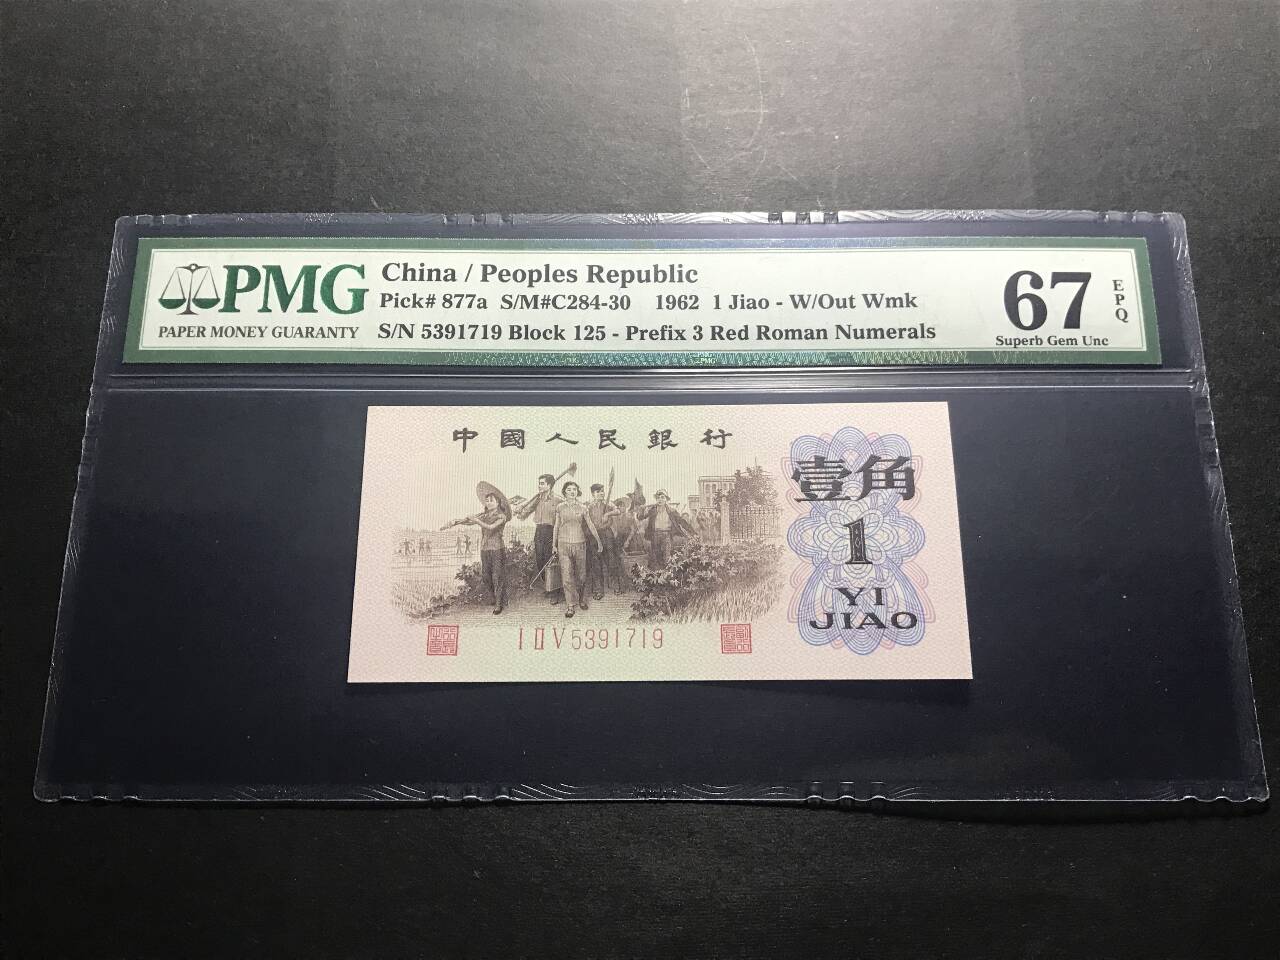 PMG
PAPER MONEY GUARANTY
China / Peoples Republic
Pick# 877a S/M#C284-30 1962 1 Jiao - W/Out Wmk
S/N 5391719 Block 125 - Prefix 3 Red Roman Numerals
67
EPQ
Superb Gem Unc
中國人民銀行
壹角
1
YI
JIAO
I II V 5391719